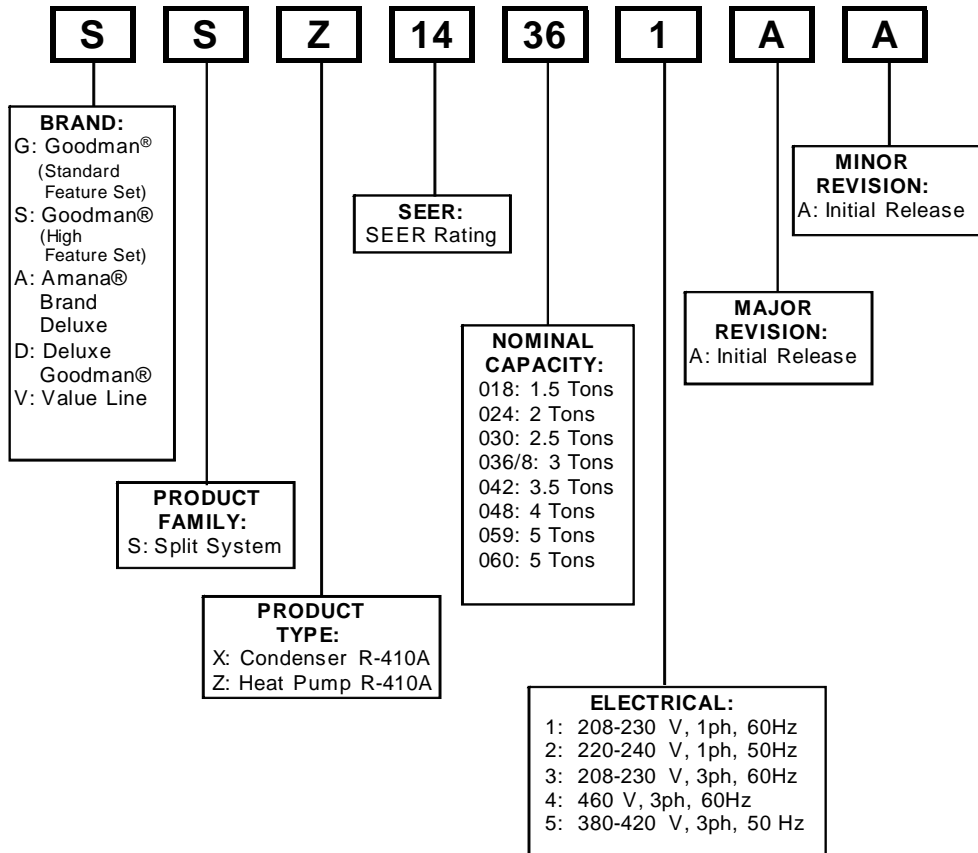 S S Z 14 36 1 A A
BRAND:
G: Goodman®
(Standard
Feature Set)
S: Goodman®
(High
Feature Set)
A: Amana®
Brand
Deluxe
D: Deluxe
Goodman®
V: Value Line
PRODUCT
FAMILY:
S: Split System
PRODUCT
TYPE:
X: Condenser R-410A
Z: Heat Pump R-410A
SEER:
SEER Rating
NOMINAL
CAPACITY:
018: 1.5 Tons
024: 2 Tons
030: 2.5 Tons
036/8: 3 Tons
042: 3.5 Tons
048: 4 Tons
059: 5 Tons
060: 5 Tons
ELECTRICAL:
1: 208-230 V, 1ph, 60Hz
2: 220-240 V, 1ph, 50Hz
3: 208-230 V, 3ph, 60Hz
4: 460 V, 3ph, 60Hz
5: 380-420 V, 3ph, 50 Hz
MAJOR
REVISION:
A: Initial Release
MINOR
REVISION:
A: Initial Release